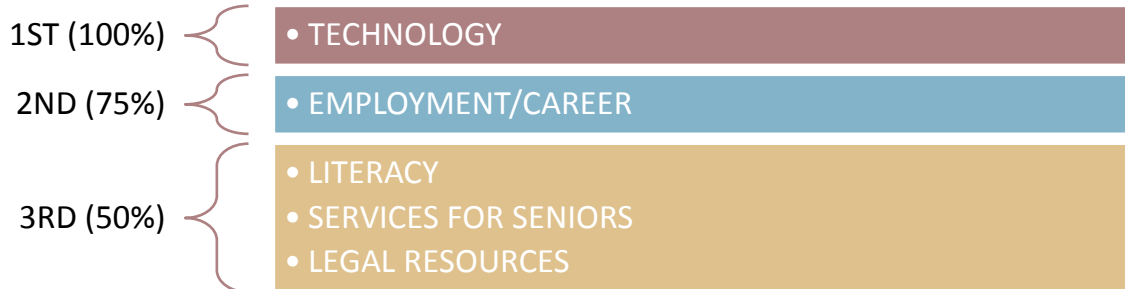 1ST (100%)
• TECHNOLOGY
2ND (75%)
• EMPLOYMENT/CAREER
3RD (50%)
• LITERACY
• SERVICES FOR SENIORS
• LEGAL RESOURCES